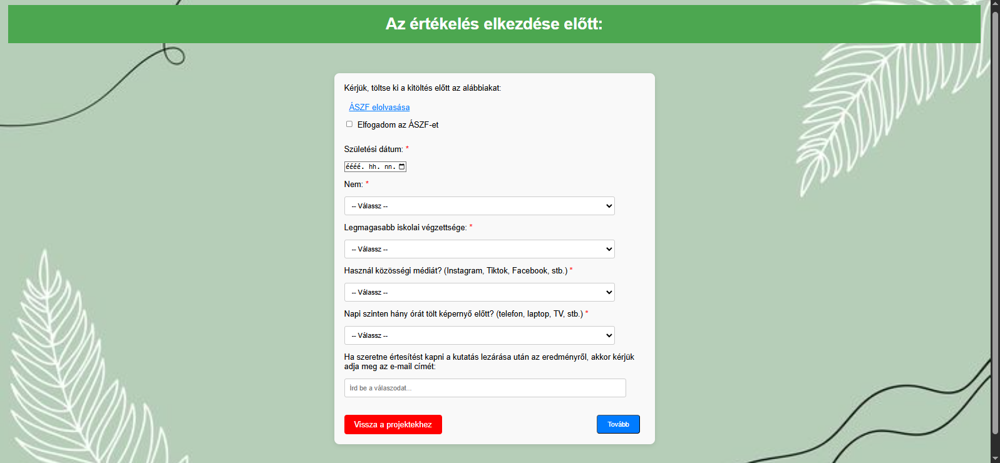 Az értékelés elkezdése előtt:
Kérjük, töltse ki a kitöltés előtt az alábbiakat:
ÁSZF elolvasása
Elfogadom az ÁSZF-et
Születési dátum: *
éééé. hh. nn.
Nem: *
-- Válassz --
Legmagasabb iskolai végzettsége: *
-- Válassz --
Használ közösségi médiát? (Instagram, Tiktok, Facebook, stb.) *
-- Válassz --
Napi szinten hány órát tölt képernyő előtt? (telefon, laptop, TV, stb.) *
-- Válassz --
Ha szeretne értesítést kapni a kutatás lezárása után az eredményről, akkor kérjük
adja meg az e-mail címét:
Írd be a válaszodat...
Vissza a projektekhez
Tovább